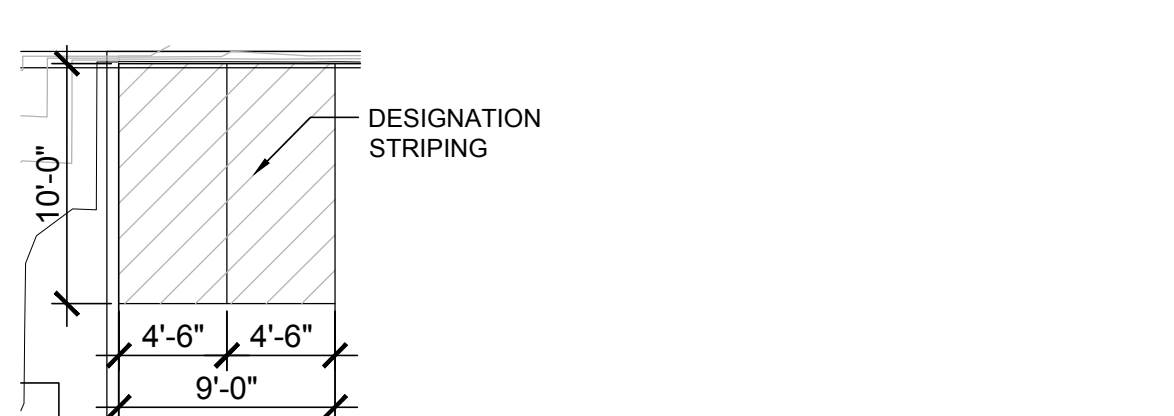 DESIGNATION
STRIPING
10'-0"
4'-6" 4'-6"
9'-0"